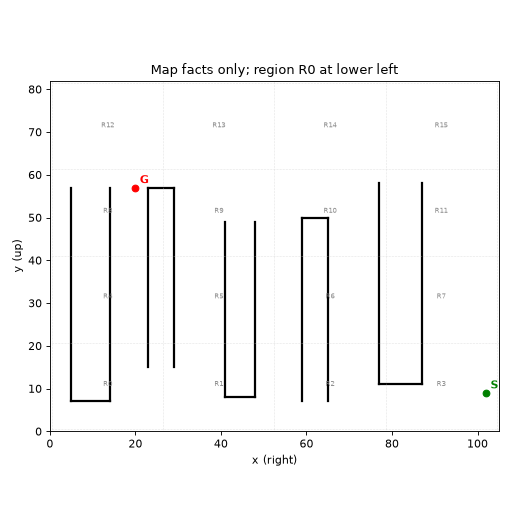 Map facts only; region R0 at lower left
y (up)
80
70
60
50
40
30
20
10
0
R12 R13 R14 R15
G
R8 R9 R10 R11
R4 R5 R6 R7
R0 R1 R2 R3
S
0 20 40 60 80 100
x (right)